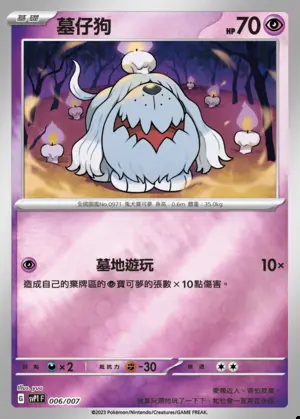 基礎
墓仔狗
HP 70
全國圖鑑No.0971 鬼犬寶可夢 身高：0.6m 體重：35.0kg
墓地遊玩 10×
造成自己的棄牌區的寶可夢的張數×10點傷害。
Illus.
G 006/007
×2 -30
©2023 Pokémon/Nintendo/Creatures/GAME FREAK.